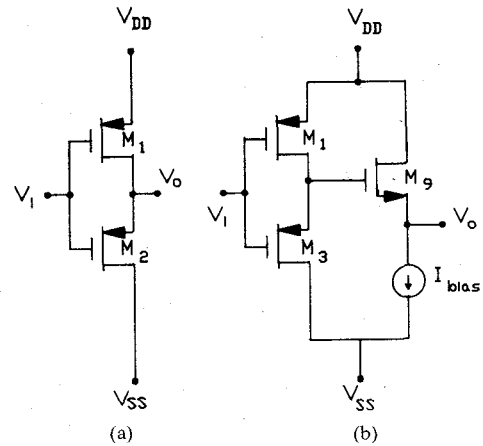 V_DD
V_DD
M_1
M_1
V_I
V_o
M_9
V_I
V_o
M_2
M_3
I_bias
V_SS
V_SS
(a)
(b)